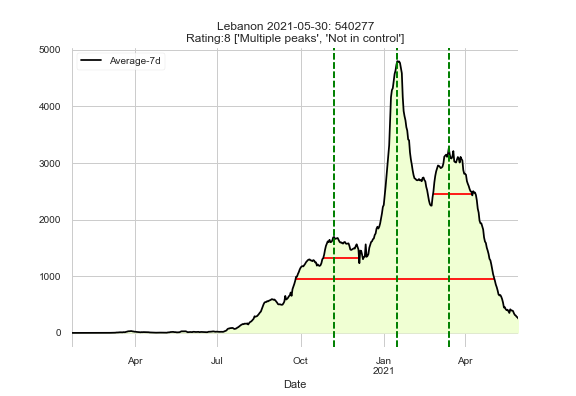 Lebanon 2021-05-30: 540277
Rating:8 ['Multiple peaks', 'Not in control']
Average-7d
5000
4000
3000
2000
1000
0
Apr Jul Oct Jan Apr
2021
Date